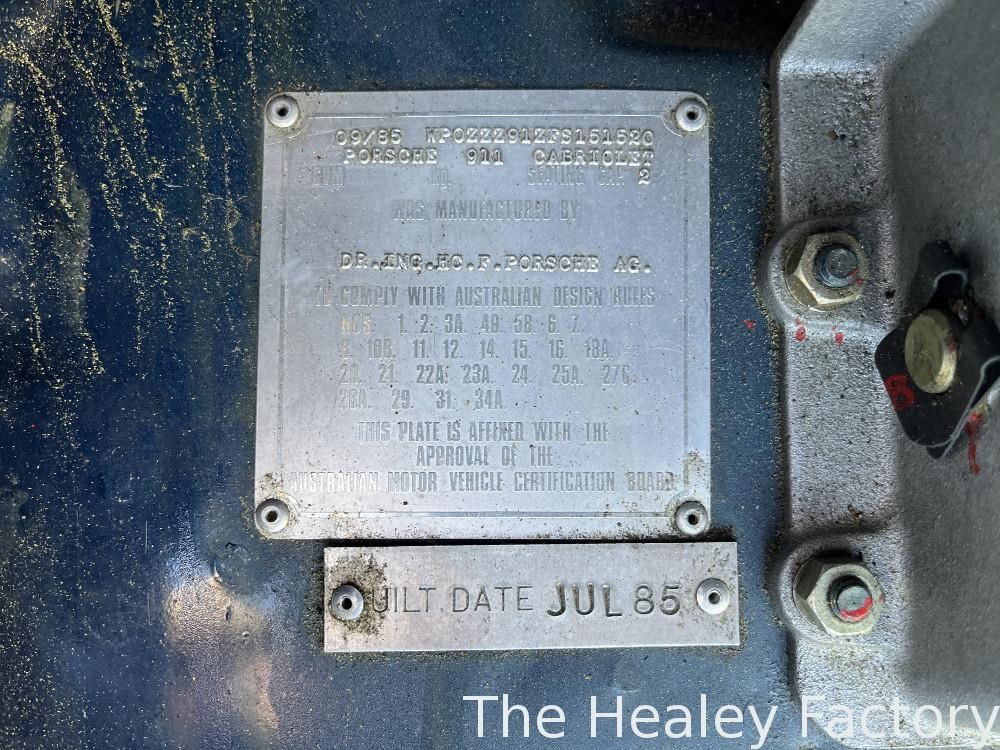 09/85 WP0ZZZ91ZFS151520
PORSCHE 911 CABRIOLET
NO. SEATING CAP 2
WAS MANUFACTURED BY
DR.ING.HC.F.PORSCHE AG.
TO COMPLY WITH AUSTRALIAN DESIGN RULES
NOS. 1. 2. 3A. 4B. 5B. 6. 7.
8. 10B. 11. 12. 14. 15. 16. 18A.
20. 21. 22A. 23A. 24. 25A. 27C.
28A. 29. 31. 34A.
THIS PLATE IS AFFIXED WITH THE
APPROVAL OF THE
AUSTRALIAN MOTOR VEHICLE CERTIFICATION BOARD
UILT DATE JUL 85
The Healey Factory